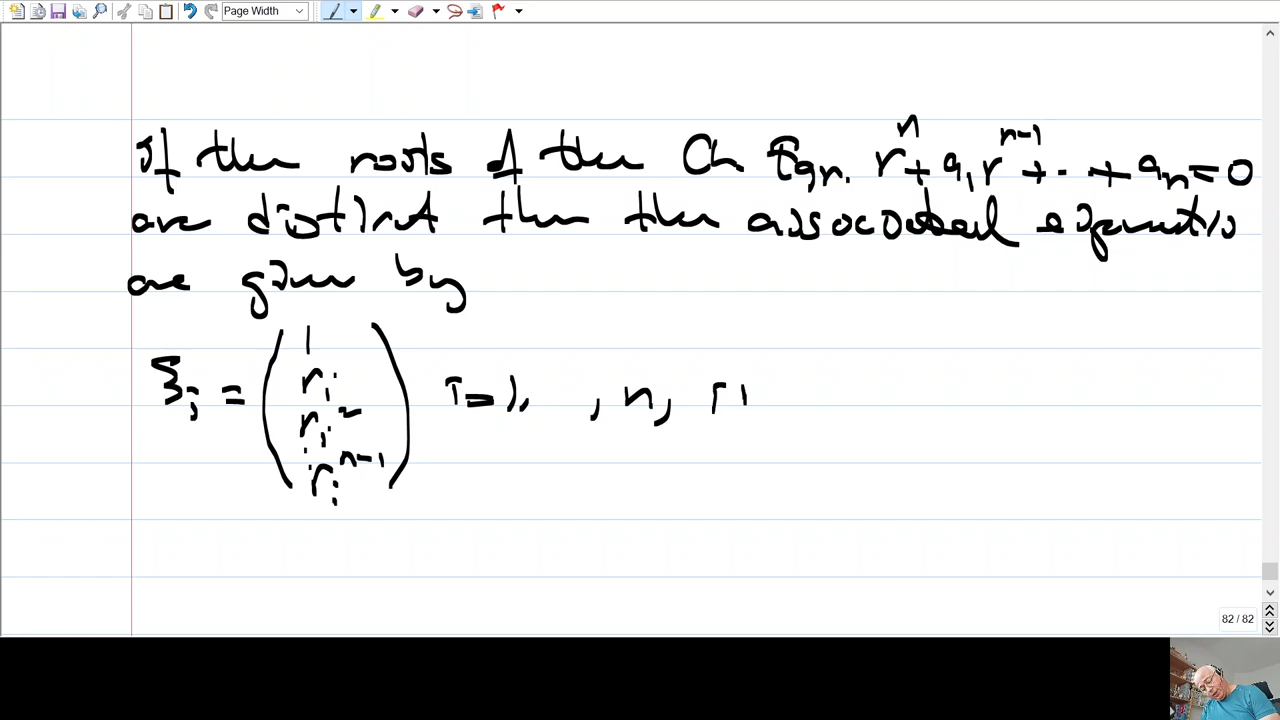 Page Width
If the roots of the Ch Eqn. r^n + a_1 r^{n-1} + . . + a_n = 0
are distinct then the associated
are given by
ξ_i = ( 1 r_i r_i^2 : r_i^{n-1} ) i=1, , n,
82 / 82